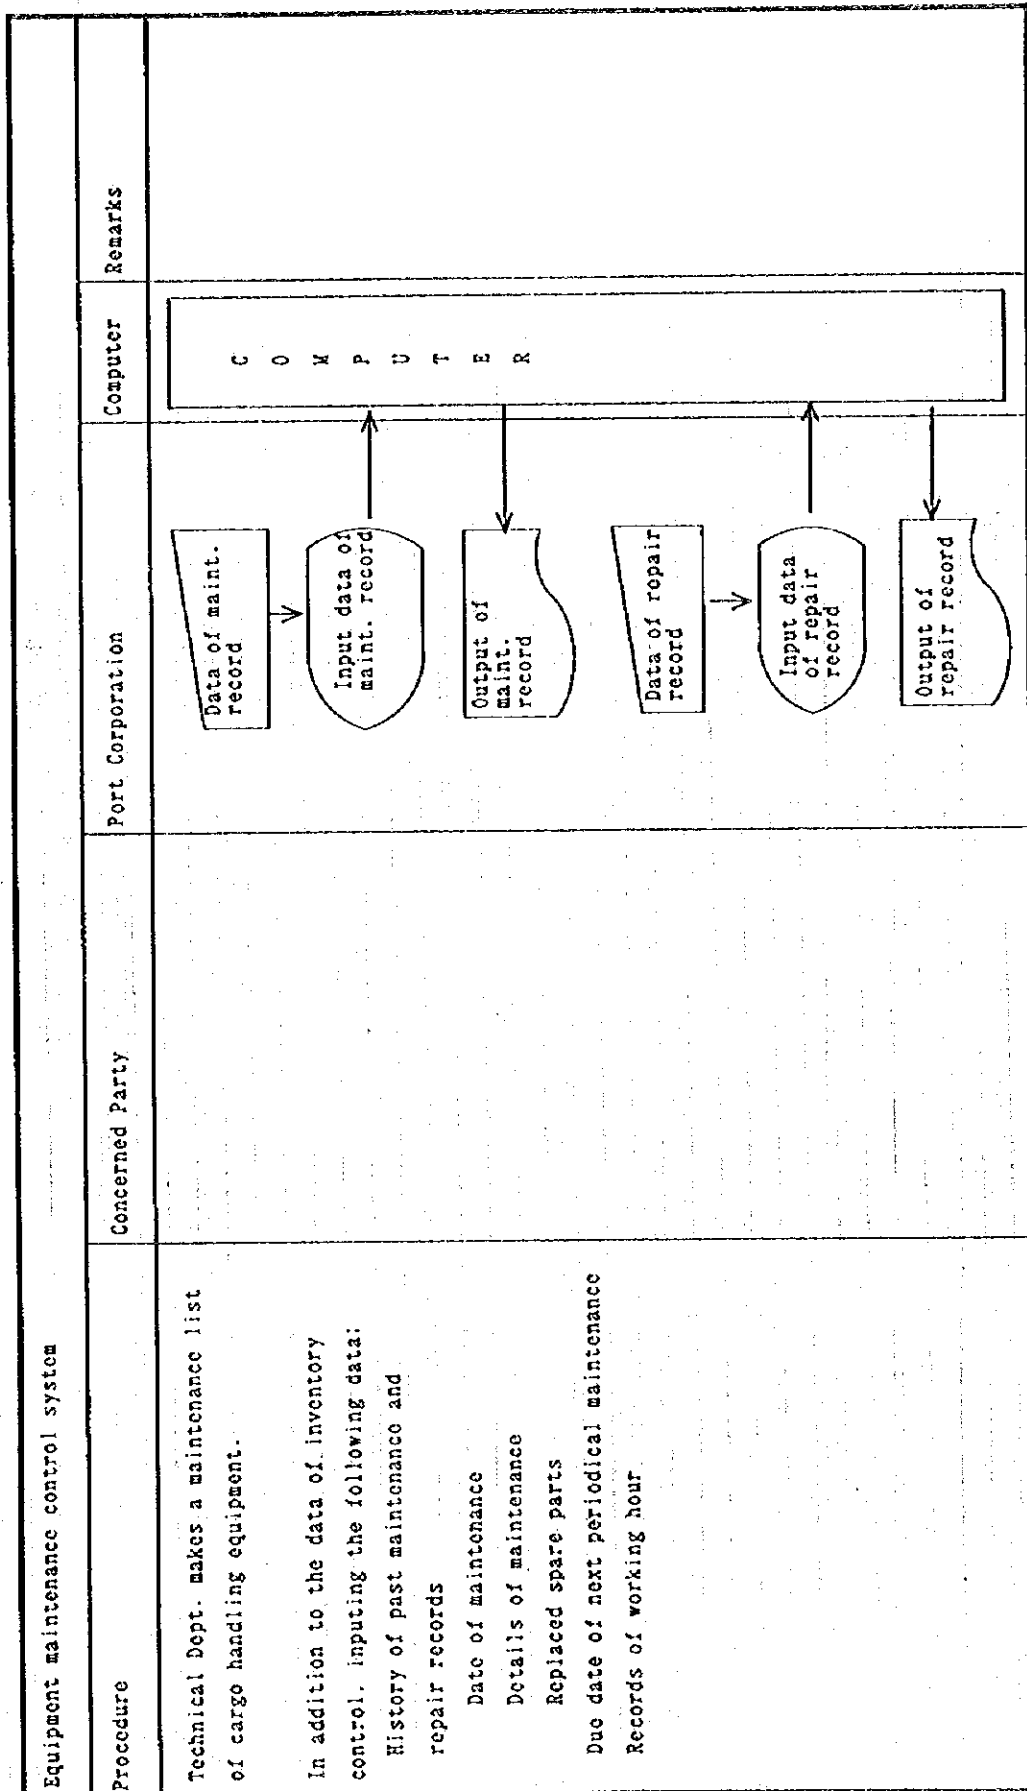 Equipment maintenance control system
Procedure
Concerned Party
Port Corporation
Computer
Remarks
Technical Dept. makes a maintenance list
of cargo handling equipment.
In addition to the data of inventory
control, inputing the following data:
History of past maintenance and
repair records
Date of maintenance
Details of maintenance
Replaced spare parts
Due date of next periodical maintenance
Records of working hour
Data of maint.
record
Input data of
maint. record
Output of
maint.
record
Data of ropair
record
Input data
of repair
record
Output of
repair record
C O M P U T E R